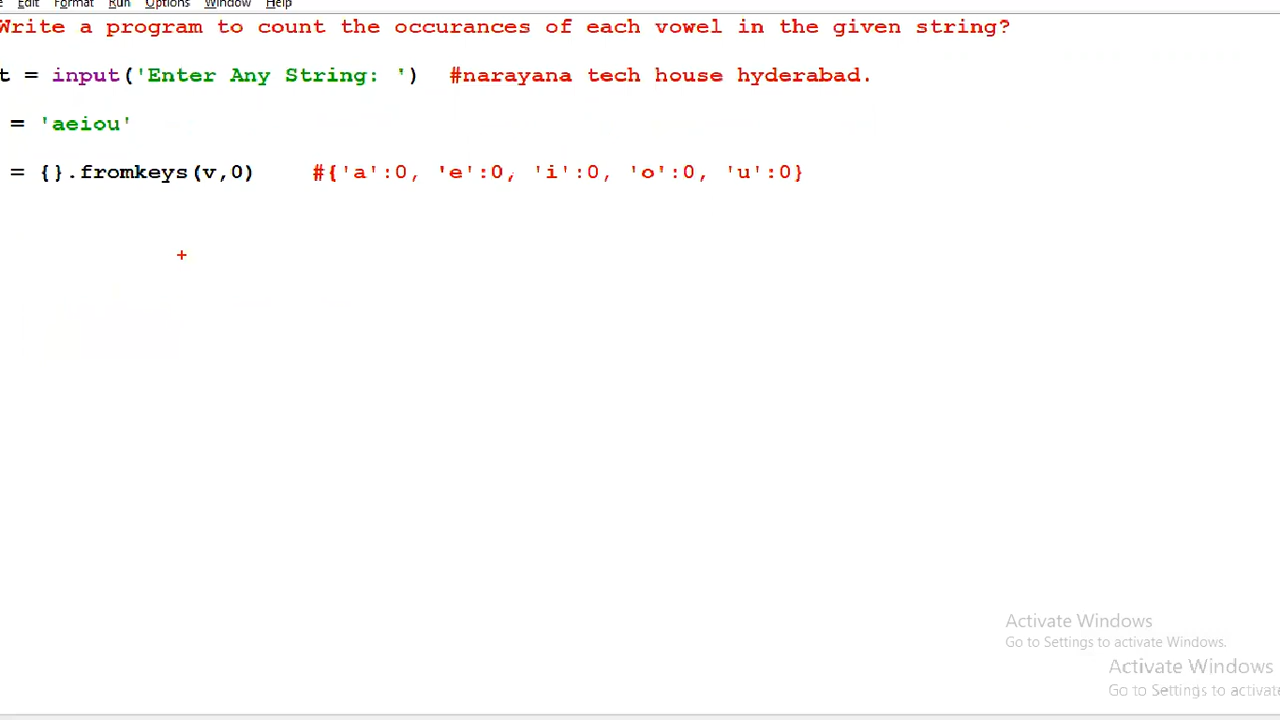 Edit Format Run Options Window Help
Write a program to count the occurances of each vowel in the given string?
t = input('Enter Any String: ') #narayana tech house hyderabad.
= 'aeiou'
= {}.fromkeys(v,0) #{'a':0, 'e':0, 'i':0, 'o':0, 'u':0}
Activate Windows
Go to Settings to activate Windows.
Activate Windows
Go to Settings to activate